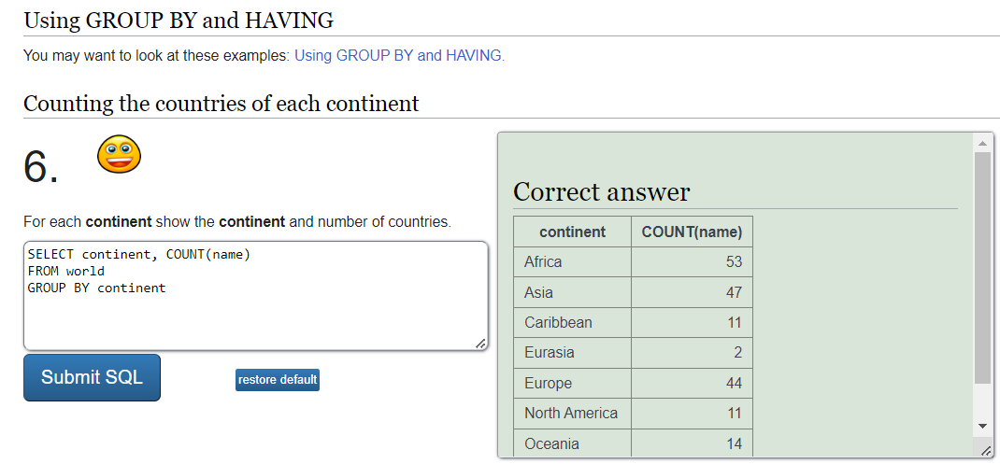 Using GROUP BY and HAVING
You may want to look at these examples: Using GROUP BY and HAVING.
Counting the countries of each continent
6.
For each continent show the continent and number of countries.
SELECT continent, COUNT(name)
FROM world
GROUP BY continent
Submit SQL
restore default
Correct answer
continent COUNT(name)
Africa 53
Asia 47
Caribbean 11
Eurasia 2
Europe 44
North America 11
Oceania 14